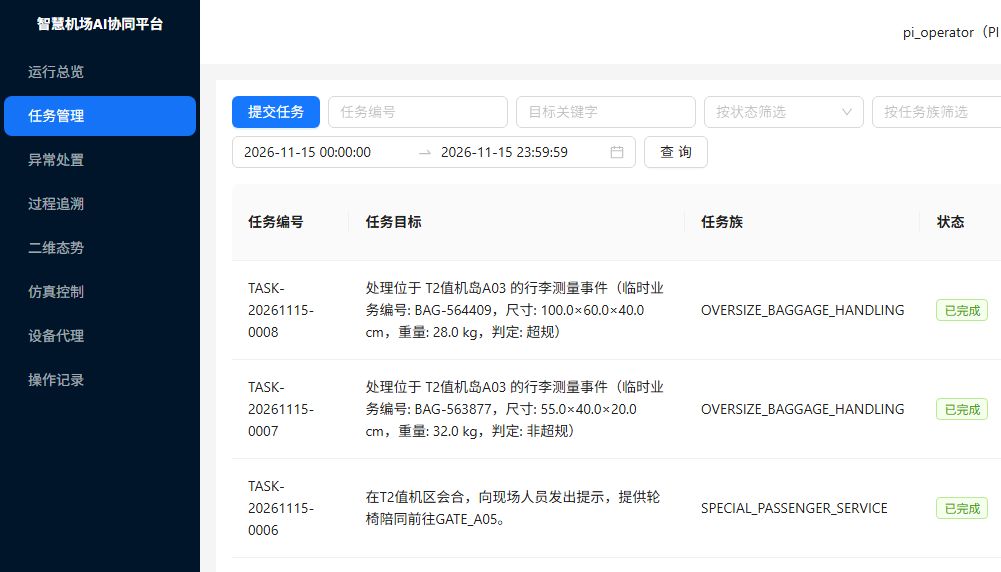 智慧机场AI协同平台
pi_operator（PI
运行总览
任务管理
异常处置
过程追溯
二维态势
仿真控制
设备代理
操作记录
提交任务 任务编号 目标关键字 按状态筛选 按任务族筛选
2026-11-15 00:00:00 → 2026-11-15 23:59:59 查 询
任务编号 任务目标 任务族 状态
TASK-
20261115-
0008
处理位于 T2值机岛A03 的行李测量事件（临时业
务编号: BAG-564409，尺寸: 100.0×60.0×40.0
cm，重量: 28.0 kg，判定: 超规）
OVERSIZE_BAGGAGE_HANDLING
已完成
TASK-
20261115-
0007
处理位于 T2值机岛A03 的行李测量事件（临时业
务编号: BAG-563877，尺寸: 55.0×40.0×20.0
cm，重量: 32.0 kg，判定: 非超规）
OVERSIZE_BAGGAGE_HANDLING
已完成
TASK-
20261115-
0006
在T2值机区会合，向现场人员发出提示，提供轮
椅陪同前往GATE_A05。
SPECIAL_PASSENGER_SERVICE
已完成